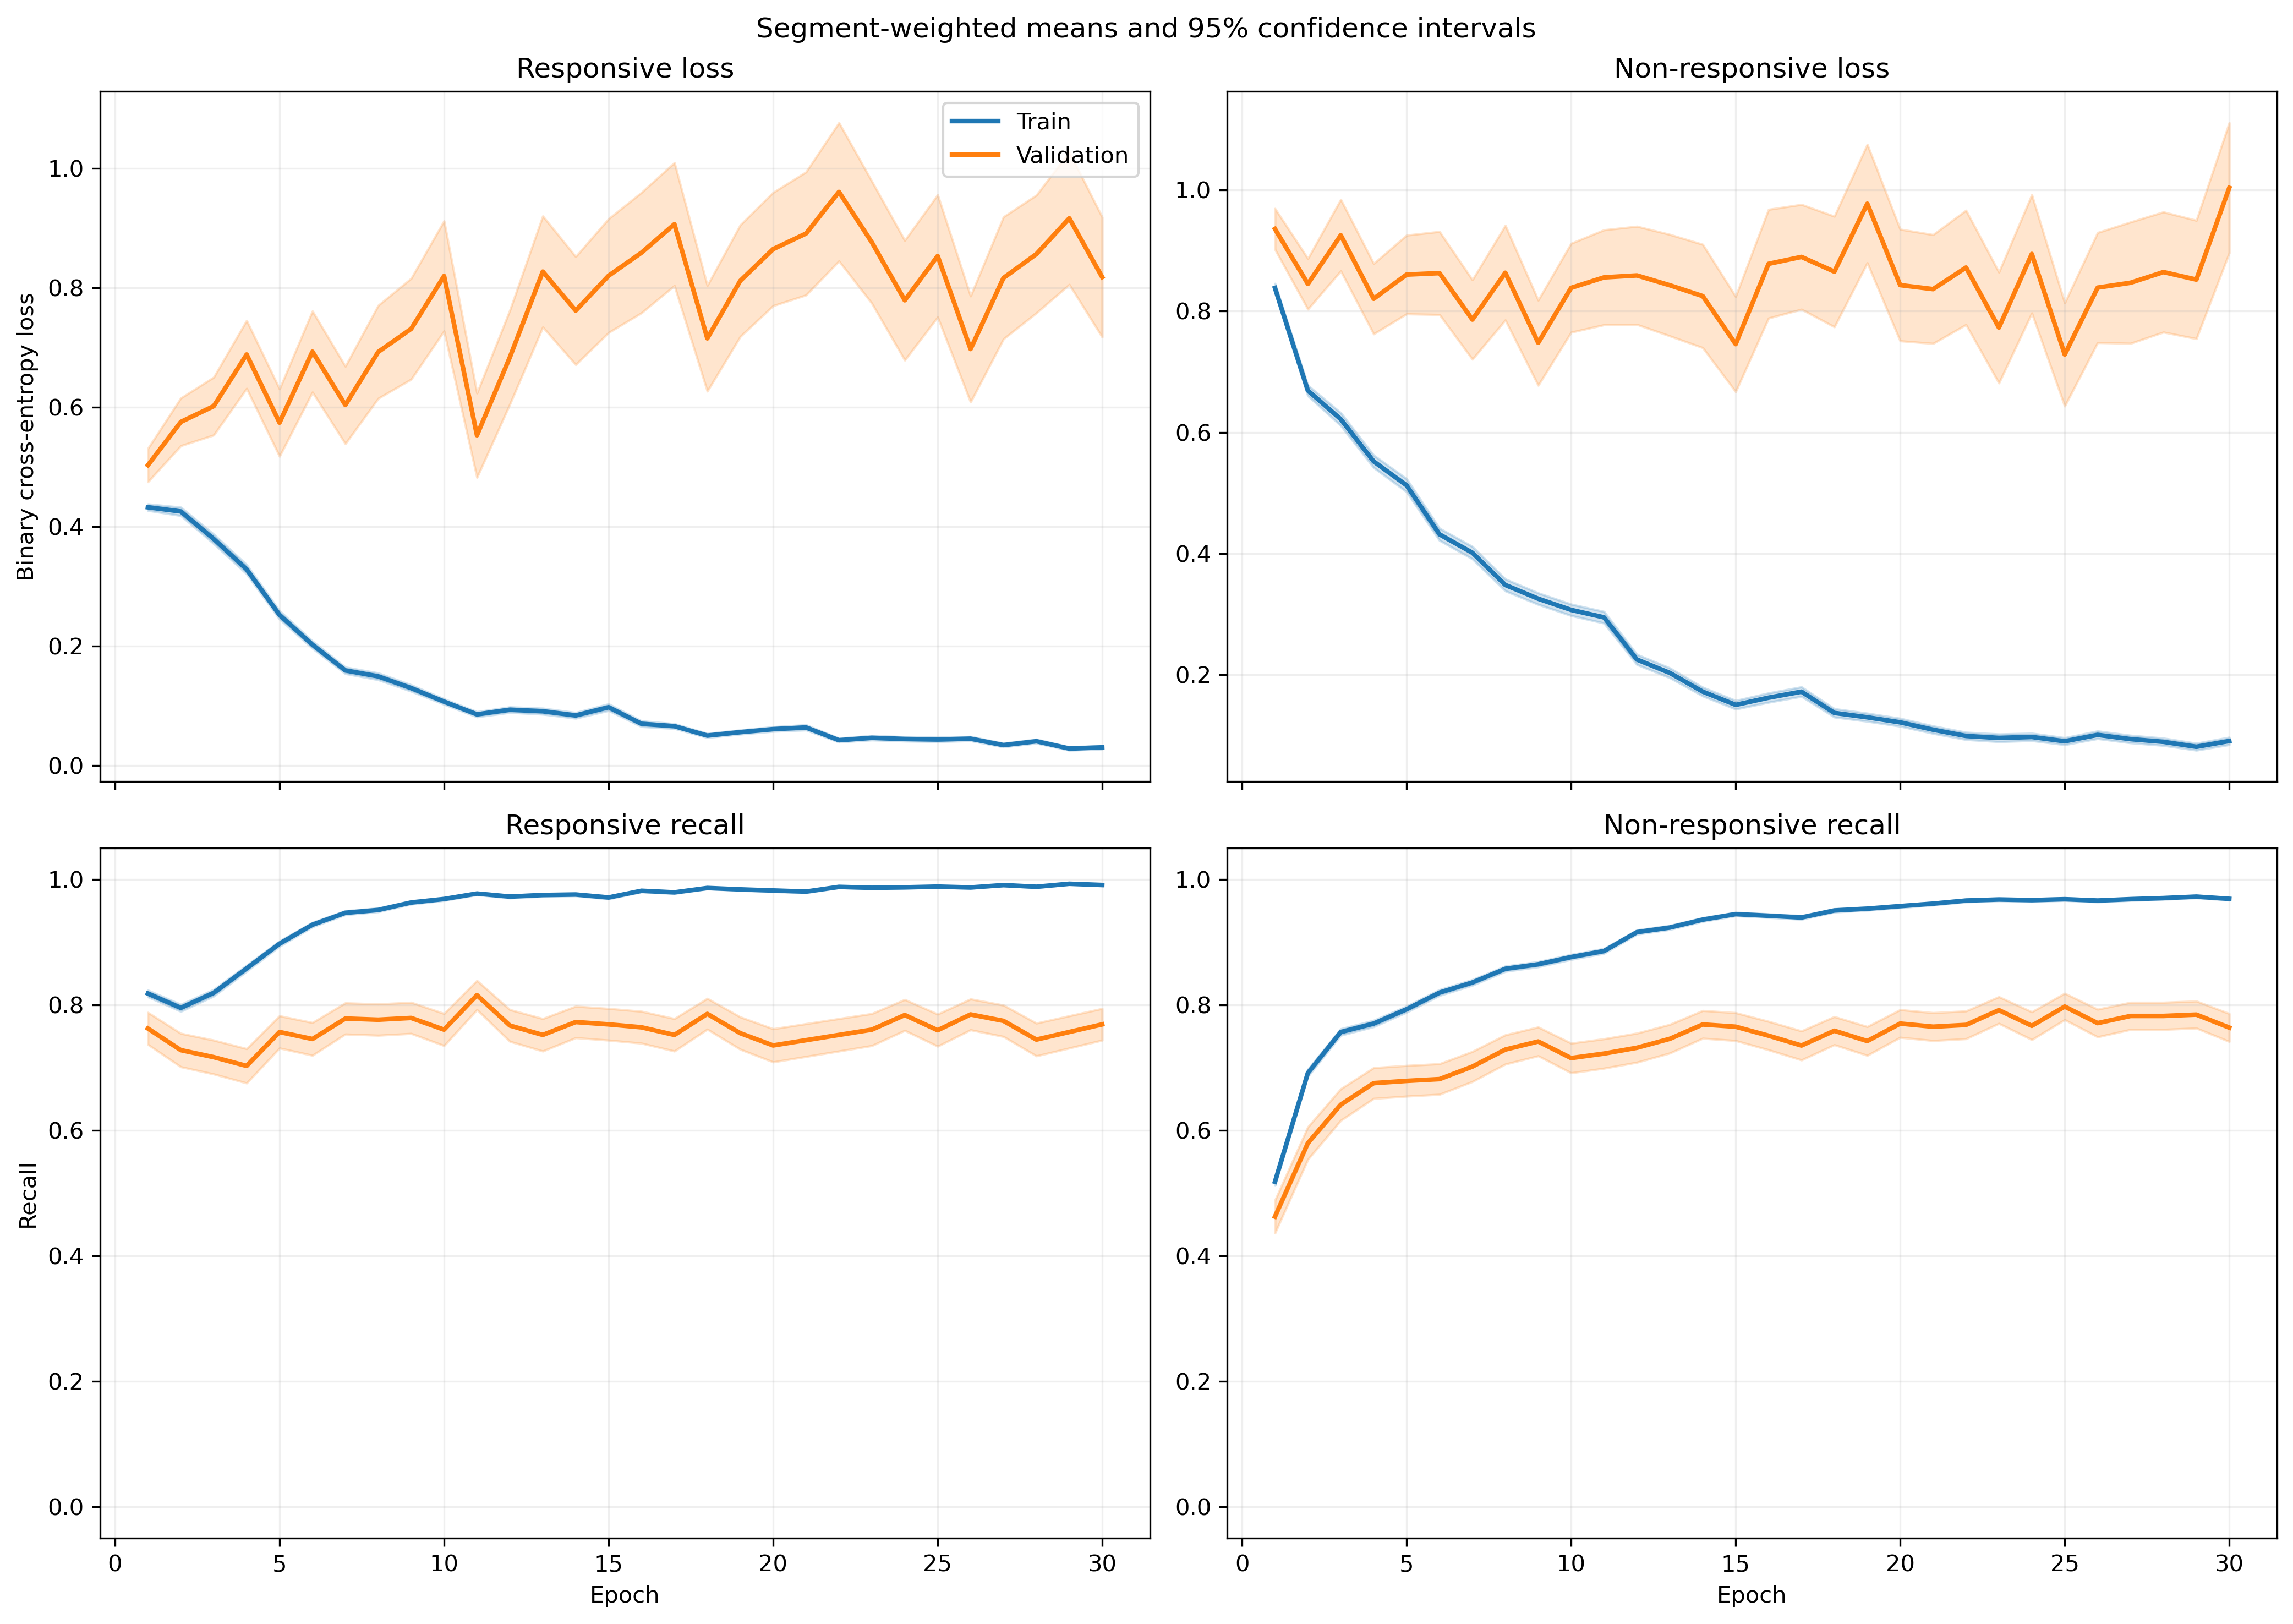 Segment-weighted means and 95% confidence intervals
Responsive loss
Non-responsive loss
Train
Validation
Binary cross-entropy loss
1.0
0.8
0.6
0.4
0.2
0.0
1.0
0.8
0.6
0.4
0.2
Responsive recall
Non-responsive recall
Recall
1.0
0.8
0.6
0.4
0.2
0.0
0 5 10 15 20 25 30
Epoch
1.0
0.8
0.6
0.4
0.2
0.0
0 5 10 15 20 25 30
Epoch